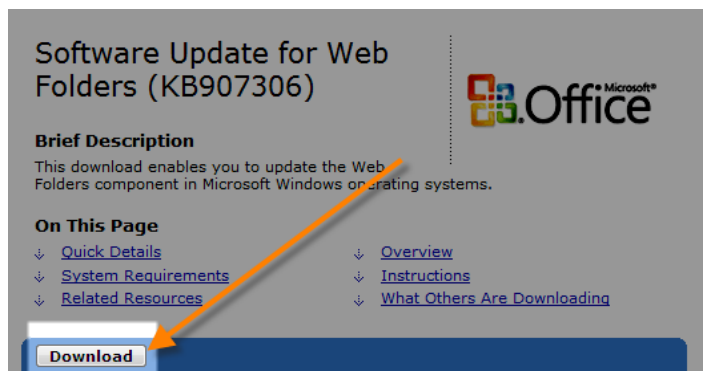 Software Update for Web
Folders (KB907306)
Microsoft®
Office
Brief Description
This download enables you to update the Web
Folders component in Microsoft Windows operating systems.
On This Page
Quick Details
Overview
System Requirements
Instructions
Related Resources
What Others Are Downloading
Download